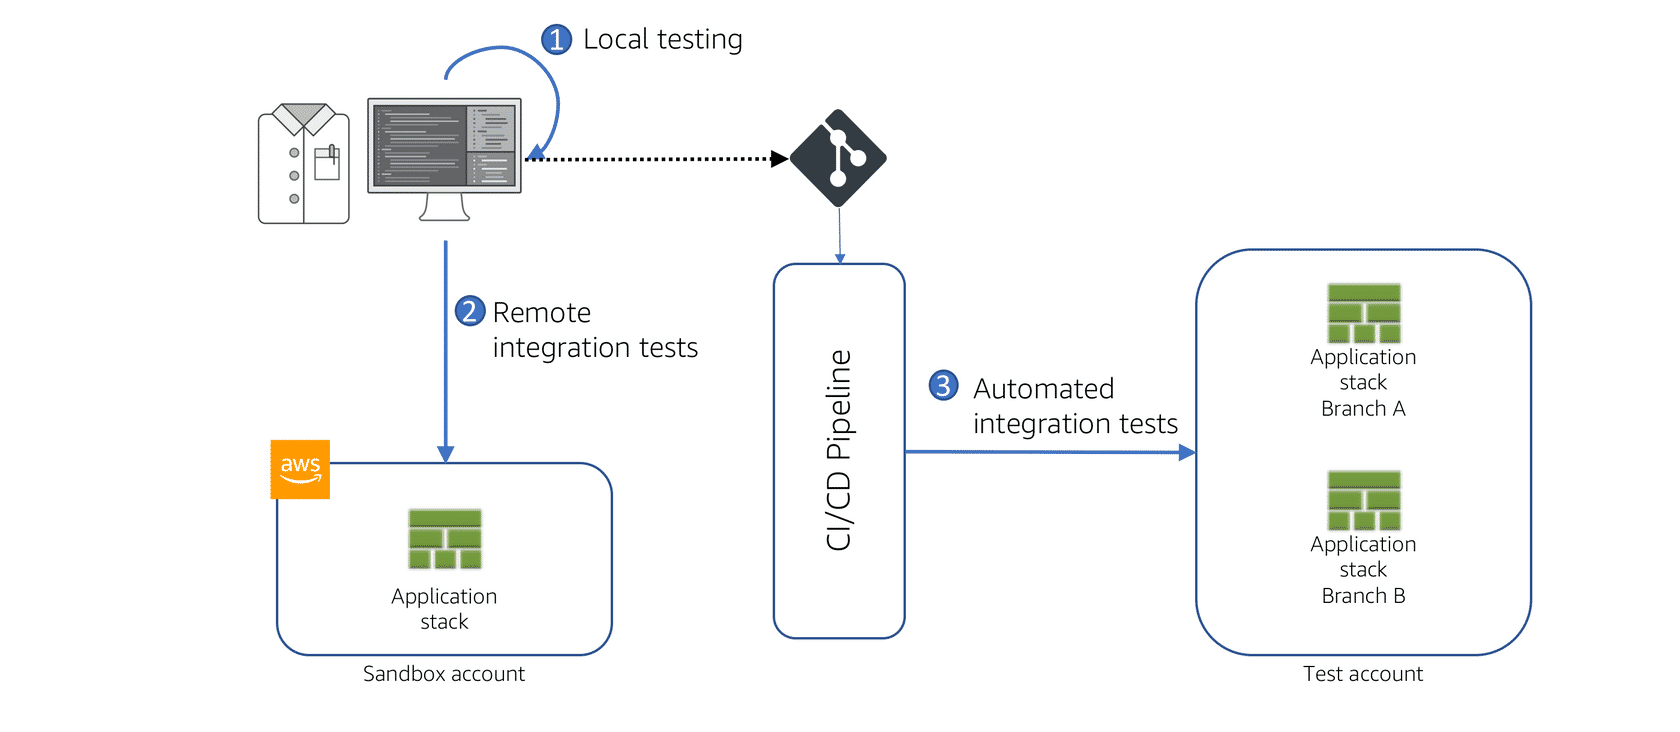 1 Local testing
2 Remote
integration tests
aws
Application
stack
Sandbox account
CI/CD Pipeline
3 Automated
integration tests
Application
stack
Branch A
Application
stack
Branch B
Test account